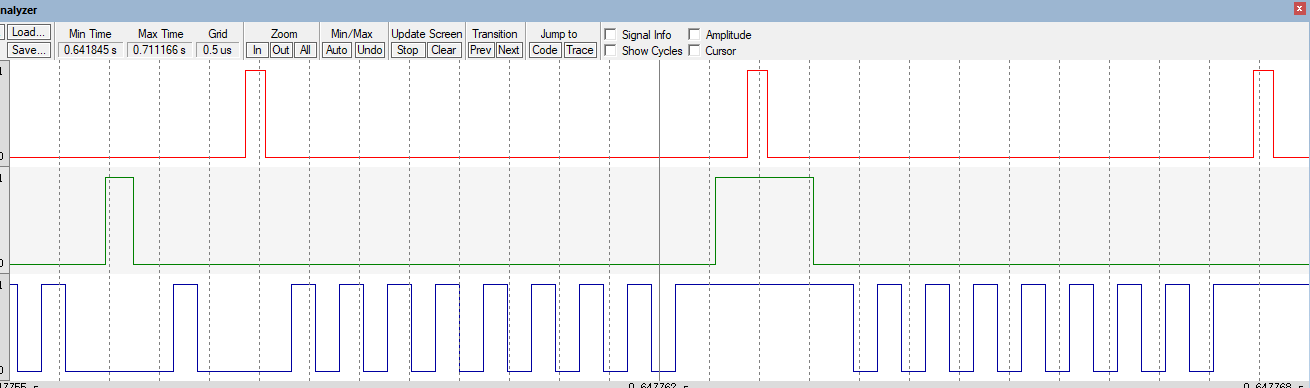 nalyzer
Load... Min Time Max Time Grid Zoom Min/Max Update Screen Transition Jump to Signal Info Amplitude
Save... 0.641845 s 0.711166 s 0.5 us In Out All Auto Undo Stop Clear Prev Next Code Trace Show Cycles Cursor
1
0
1
0
1
0
17755 s 0.647762 s 0.647768 s